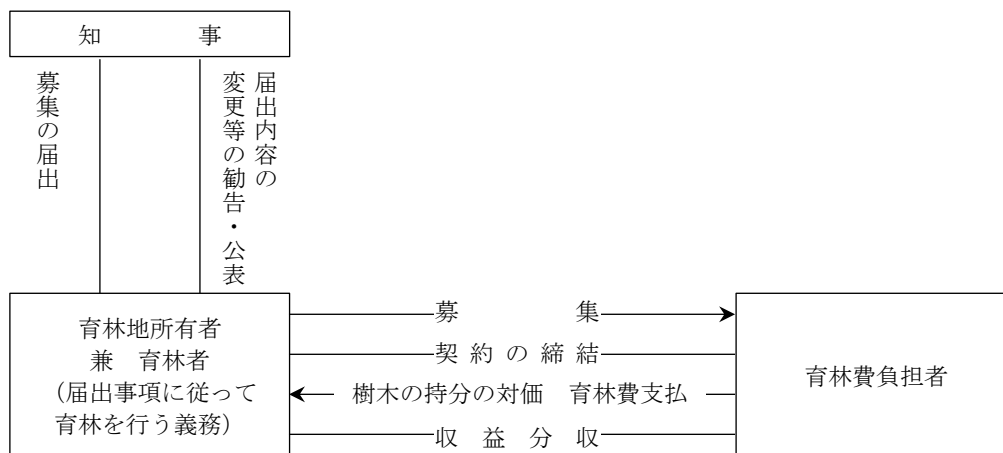 知事
募集の届出
届出内容の
変更等の勧告・公表
育林地所有者
兼 育林者
(届出事項に従って
育林を行う義務)
募集
契約の締結
樹木の持分の対価 育林費支払
収益分収
育林費負担者